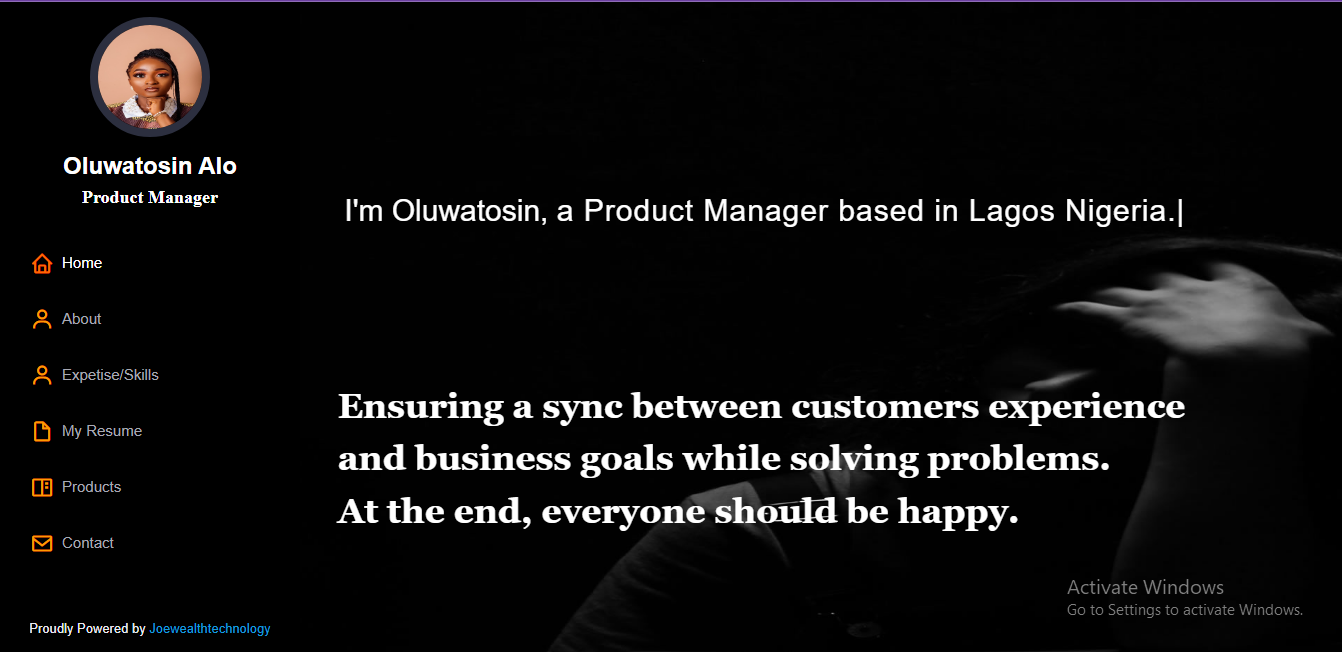 Oluwatosin Alo
Product Manager
Home
About
Expetise/Skills
My Resume
Products
Contact
Proudly Powered by Joewealthtechnology
I'm Oluwatosin, a Product Manager based in Lagos Nigeria.|
Ensuring a sync between customers experience
and business goals while solving problems.
At the end, everyone should be happy.
Activate Windows
Go to Settings to activate Windows.